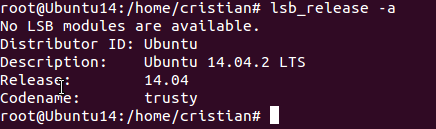 root@Ubuntu14:/home/cristian# lsb_release -a
No LSB modules are available.
Distributor ID: Ubuntu
Description:    Ubuntu 14.04.2 LTS
Release:        14.04
Codename:       trusty
root@Ubuntu14:/home/cristian#